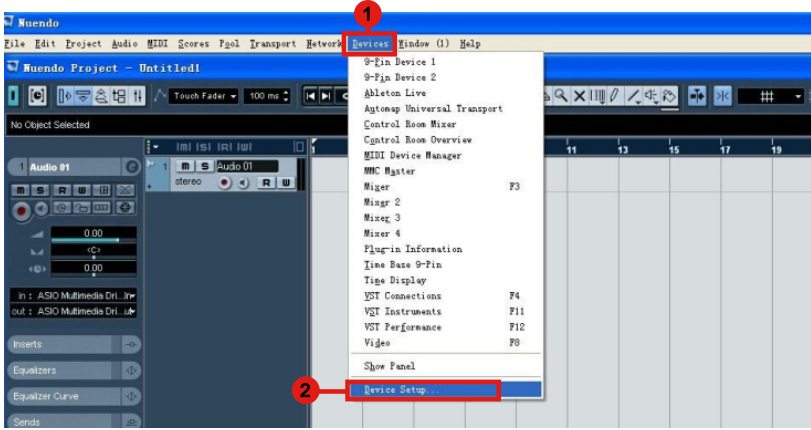 1
Nuendo
File Edit Project Audio MIDI Scores Pool Transport Network Devices Window (1) Help
Nuendo Project - Untitled1
Touch Fader 100 ms
No Object Selected
11 13 15 17 19
1 Audio 01
M S R W
0.00
<C>
0.00
in : ASIO Multimedia Dri...
out : ASIO Multimedia Dri...
Inserts
Equalizers
Equalizer Curve
Sends
1 M S Audio 01
stereo R W
9-Pin Device 1
9-Pin Device 2
Ableton Live
Automap Universal Transport
Control Room Mixer
Control Room Overview
MIDI Device Manager
MMC Master
Mixer F3
Mixer 2
Mixer 3
Mixer 4
Plug-in Information
Time Base 9-Pin
Time Display
VST Connections F4
VST Instruments F11
VST Performance F12
Video F8
Show Panel
2
Device Setup...